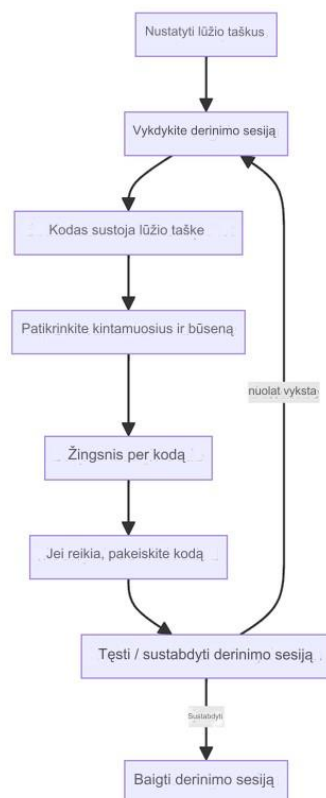 Nustatyti lūžio taškus
Vykdykite derinimo sesiją
Kodas sustoja lūžio taške
Patikrinkite kintamuosius ir būseną
nuolat vyksta
Žingsnis per kodą
Jei reikia, pakeiskite kodą
Tęsti / sustabdyti derinimo sesiją
Sustabdyti
Baigti derinimo sesiją